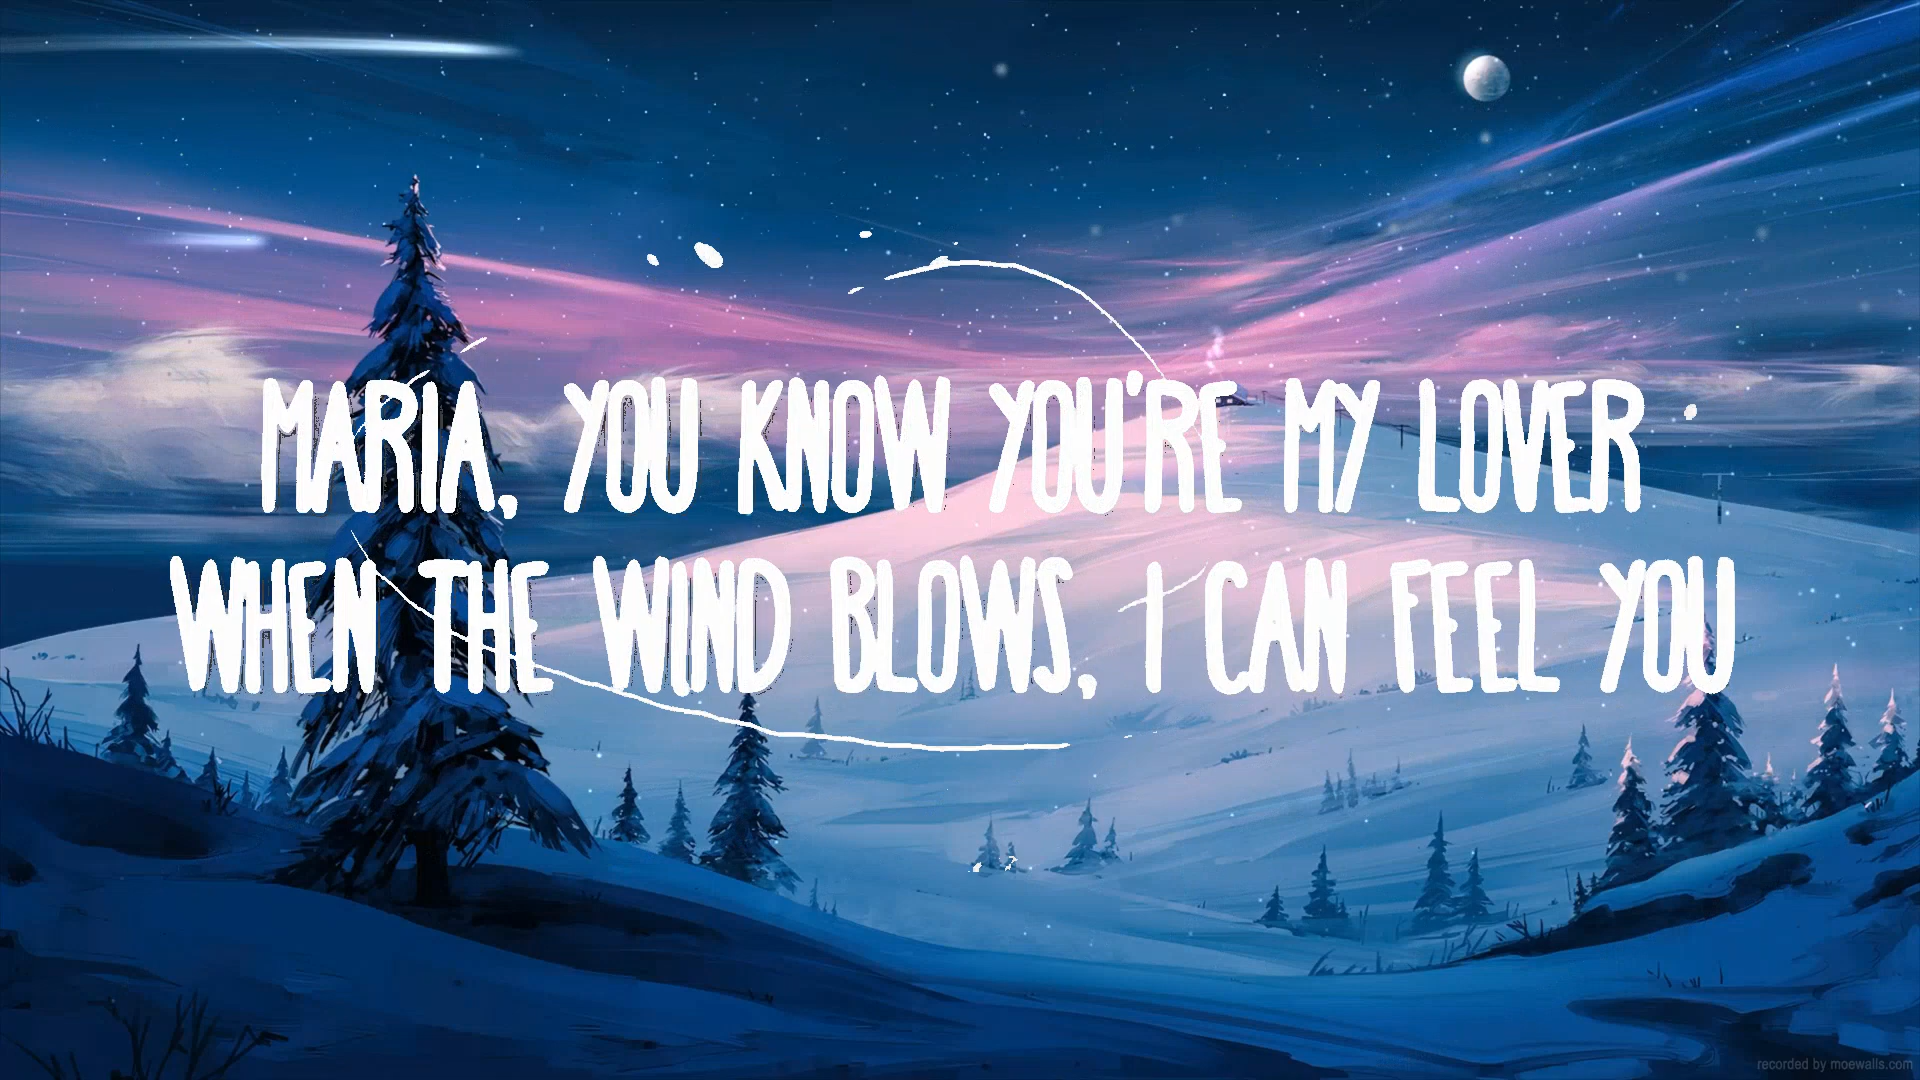 MARIA, YOU KNOW YOU'RE MY LOVER
WHEN THE WIND BLOWS, I CAN FEEL YOU
recorded by moewalls.com